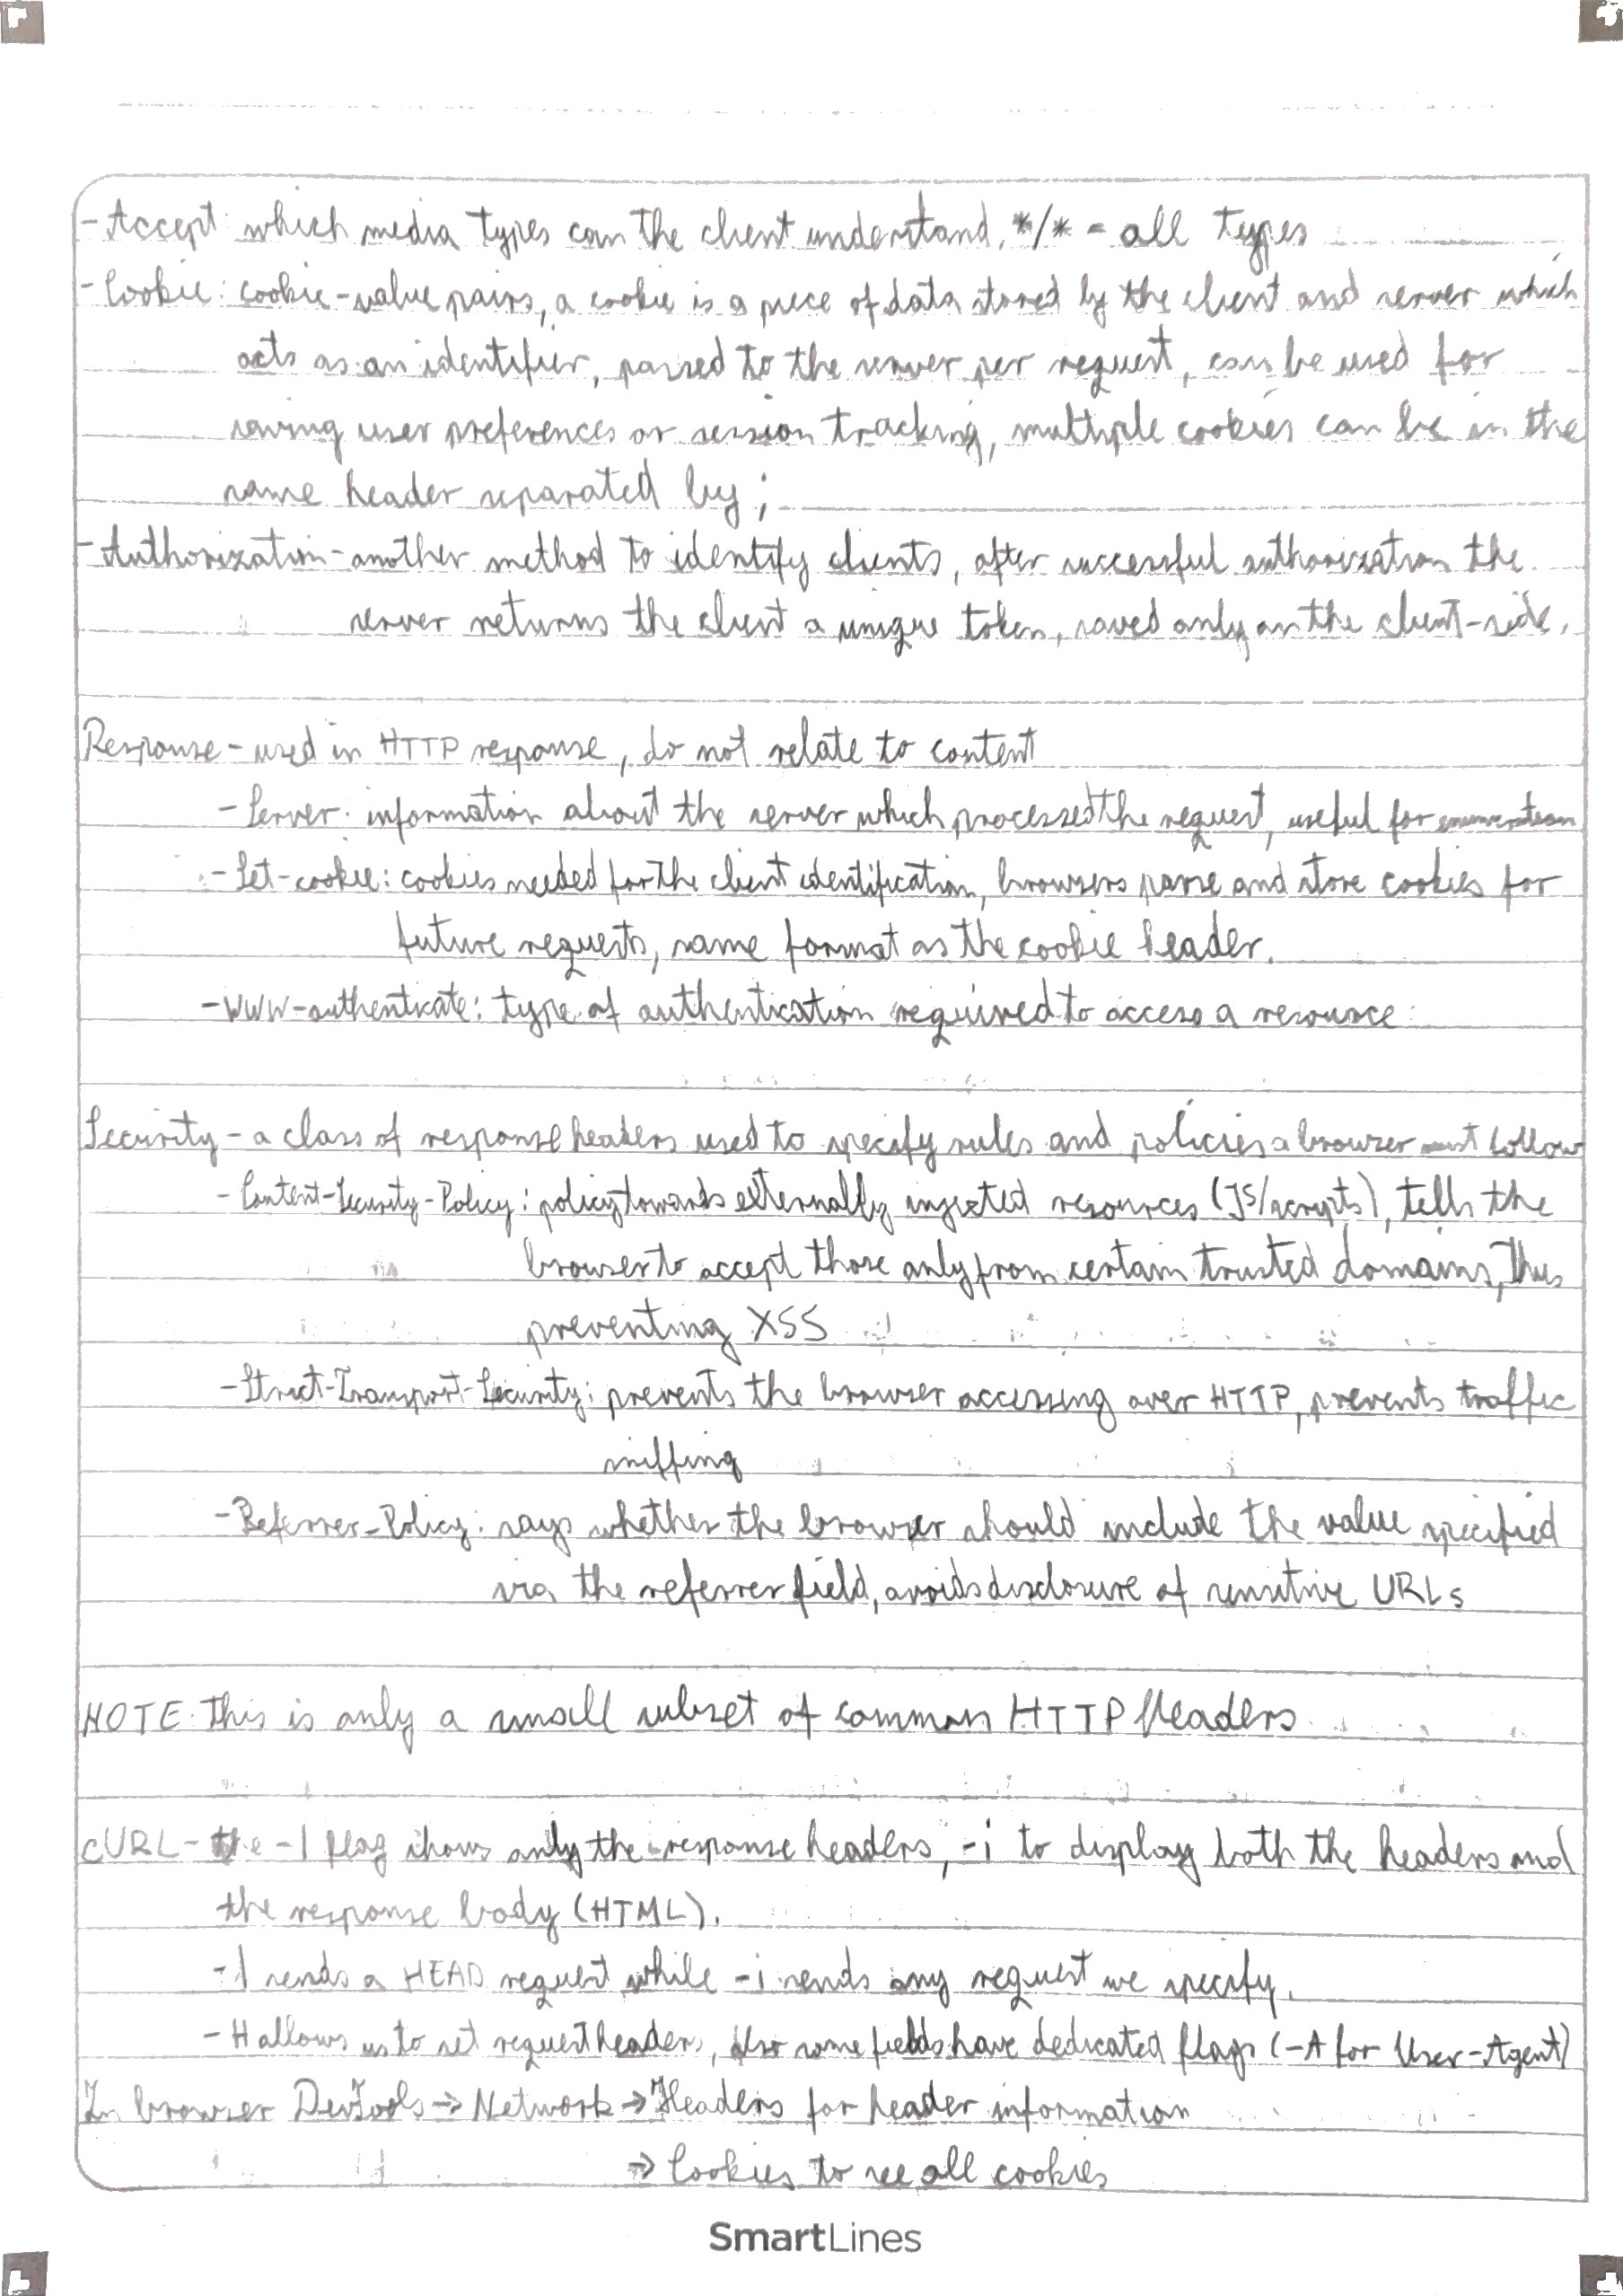 - Accept: which media types can the client understand, */* = all types
- Cookie: cookie-value pairs, a cookie is a piece of data stored by the client and server which
acts as an identifier, passed to the server per request, can be used for
saving user preferences or session tracking, multiple cookies can be in the
same header separated by ;
- Authorization - another method to identify clients, after successful authorization the
server returns the client a unique token, saved only on the client-side.
Response - used in HTTP response, do not relate to content
- Server: information about the server which processed the request, useful for enumeration
- Set-cookie: cookies needed for the client identification, browsers parse and store cookies for
future requests, same format as the cookie header.
- WWW-authenticate: type of authentication required to access a resource
Security - a class of response headers used to specify rules and policies a browser must follow
- Content-Security-Policy: policy towards externally injected resources (JS/scripts), tells the
browser to accept those only from certain trusted domains, thus
preventing XSS
- Strict-Transport-Security: prevents the browser accessing over HTTP, prevents traffic
sniffing
- Referrer-Policy: says whether the browser should include the value specified
via the referrer field, avoids disclosure of sensitive URLs
NOTE: This is only a small subset of common HTTP Headers
cURL - the -I flag shows only the response headers, -i to display both the headers and
the response body (HTML).
-I sends a HEAD request while -i sends any request we specify.
-H allows us to set request headers, also some fields have dedicated flags (-A for User-Agent)
In browser DevTools → Network → Headers for header information
→ Cookies to see all cookies
SmartLines